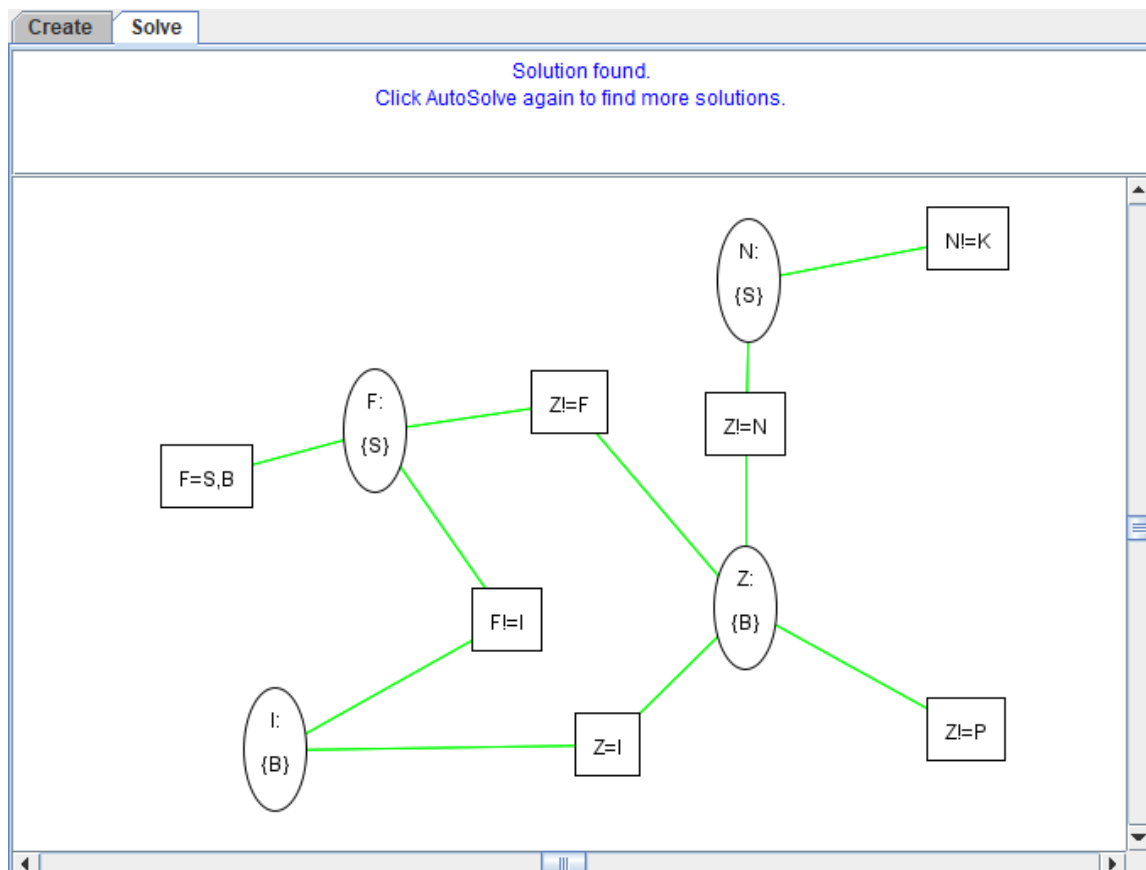 Create Solve
Solution found.
Click AutoSolve again to find more solutions.
N:
{S}
N!=K
F:
{S}
Z!=F
Z!=N
F=S,B
Z:
{B}
F!=I
I:
{B}
Z=I
Z!=P